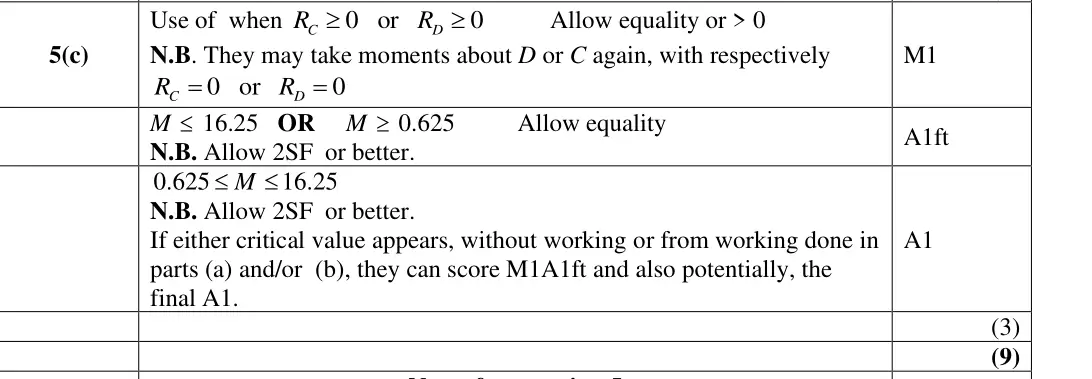 Use of  when R_C ≥ 0  or  R_D ≥ 0  Allow equality or > 0
5(c)  N.B. They may take moments about D or C again, with respectively  M1
R_C = 0  or  R_D = 0
M ≤ 16.25  OR  M ≥ 0.625  Allow equality
A1ft
N.B. Allow 2SF or better.
0.625 ≤ M ≤ 16.25
N.B. Allow 2SF or better.
If either critical value appears, without working or from working done in  A1
parts (a) and/or (b), they can score M1A1ft and also potentially, the
final A1.
(3)
(9)